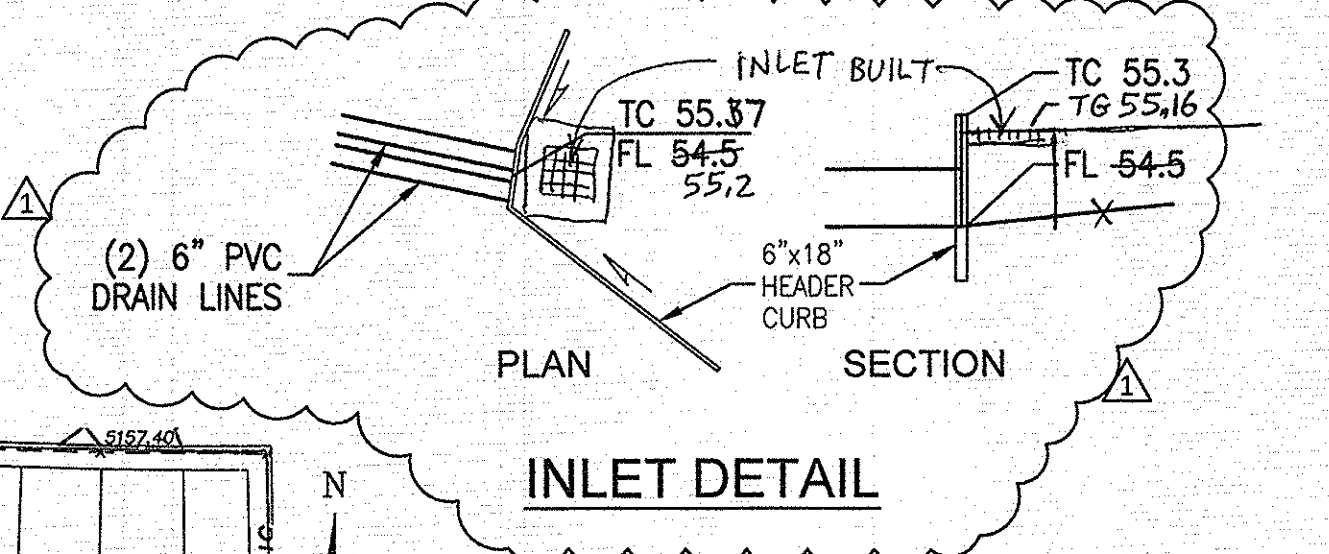 INLET BUILT
TC 55.37
FL 54.5
55.2
TC 55.3
TG 55.16
FL 54.5
1
(2) 6" PVC
DRAIN LINES
6"x18"
HEADER
CURB
PLAN
SECTION
1
5157.40
N
INLET DETAIL